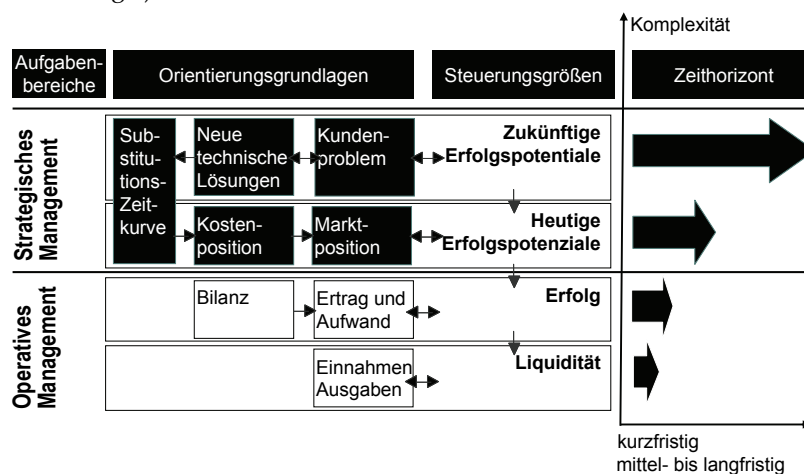 Komplexität
Aufgaben-
bereiche
Orientierungsgrundlagen
Steuerungsgrößen
Zeithorizont
Strategisches
Management
Sub-
stitu-
tions-
Zeit-
kurve
Neue
technische
Lösungen
Kunden-
problem
Zukünftige
Erfolgspotentiale
Kosten-
position
Markt-
position
Heutige
Erfolgspotenziale
Operatives
Management
Bilanz
Ertrag und
Aufwand
Erfolg
Einnahmen
Ausgaben
Liquidität
kurzfristig
mittel- bis langfristig